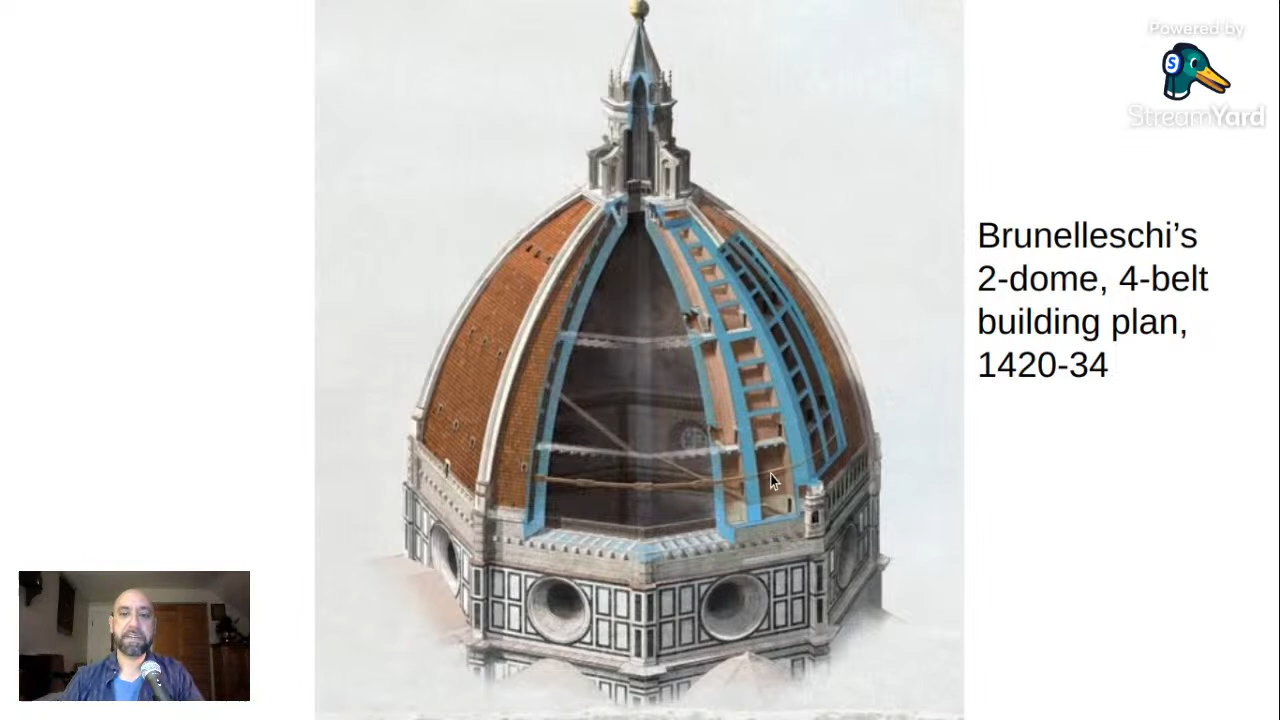 Powered by
S
StreamYard
Brunelleschi’s
2-dome, 4-belt
building plan,
1420-34